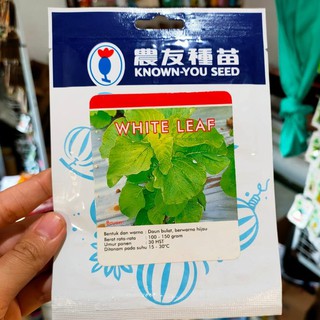 農友種苗
KNOWN-YOU SEED
WHITE LEAF
Bentuk dan warna : Daun bulat, berwarna hijau
Berat rata-rata : 100 - 150 gram
Umur panen : 30 HST
Ditanam pada suhu : 15 - 30°C